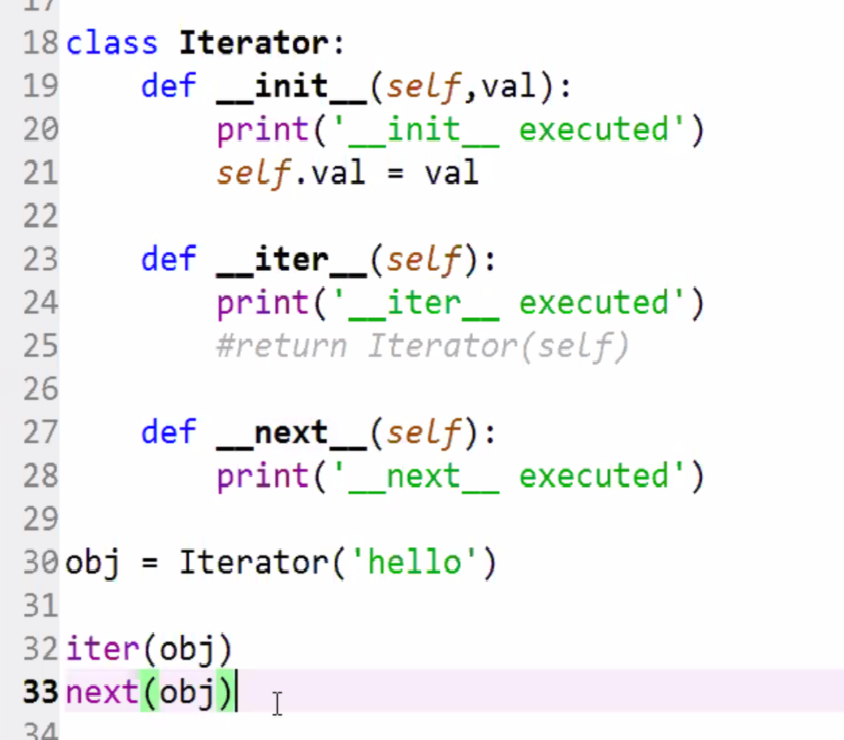 17
18 class Iterator:
19     def __init__(self,val):
20         print('__init__ executed')
21         self.val = val
22
23     def __iter__(self):
24         print('__iter__ executed')
25         #return Iterator(self)
26
27     def __next__(self):
28         print('__next__ executed')
29
30 obj = Iterator('hello')
31
32 iter(obj)
33 next(obj)
34